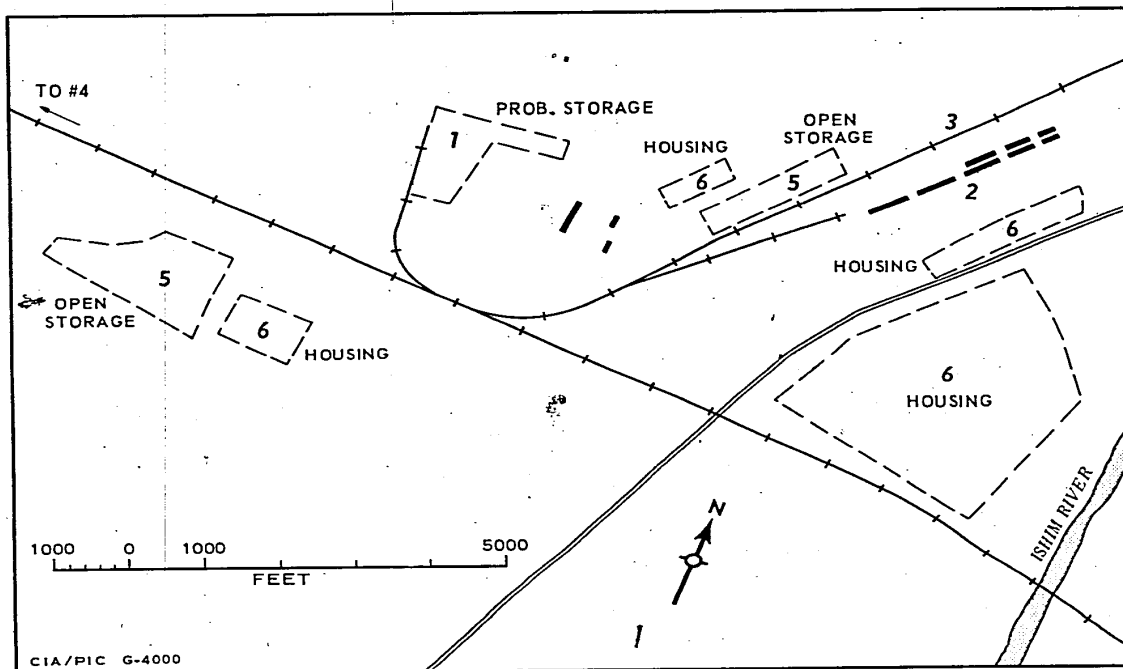 TO #4
1
PROB. STORAGE
HOUSING
6
OPEN
STORAGE
5
3
2
6
HOUSING
5
OPEN
STORAGE
6
HOUSING
6
HOUSING
ISHIM RIVER
N
1000 0 1000 5000
FEET
1
CIA/PIC G-4000